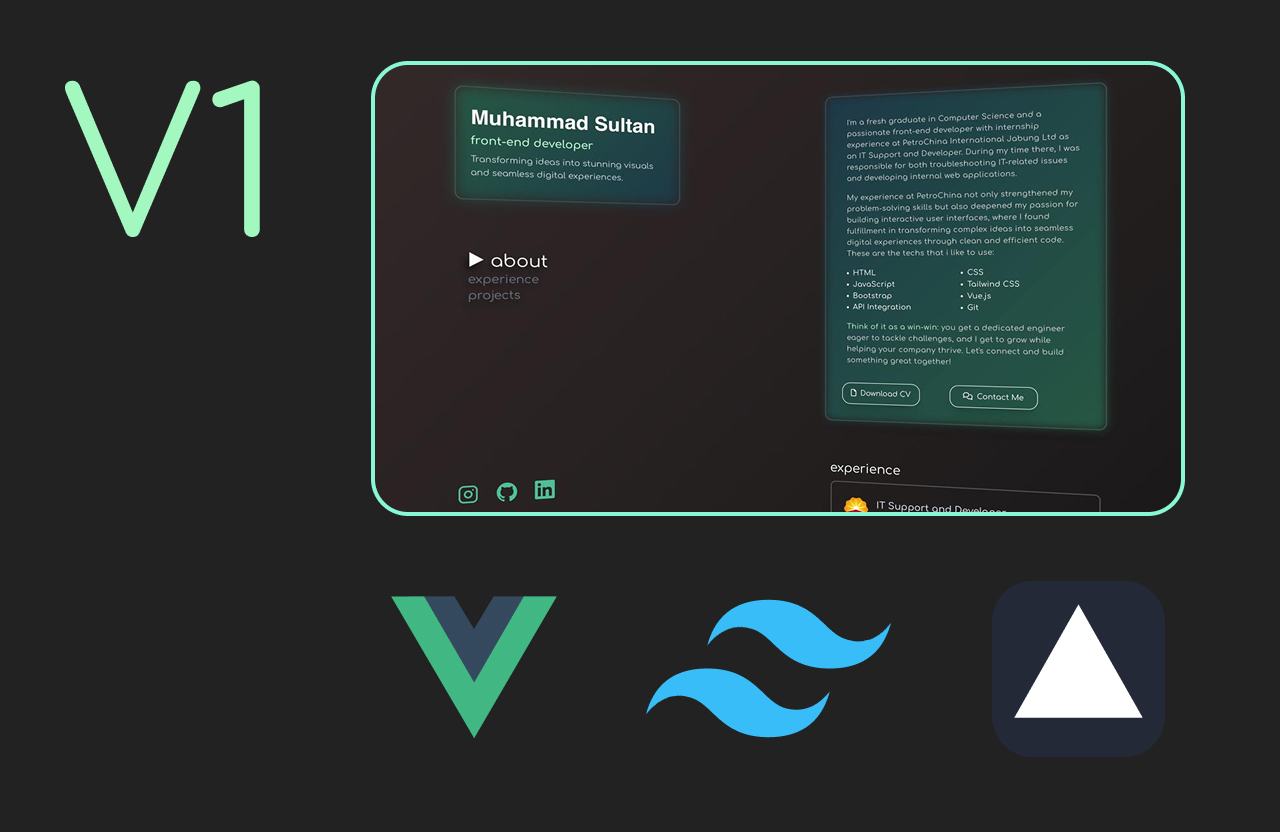 V1
Muhammad Sultan
front-end developer
Transforming ideas into stunning visuals
and seamless digital experiences.
about
experience
projects
I'm a fresh graduate in Computer Science and a
passionate front-end developer with internship
experience at PetroChina International Jabung Ltd as
an IT Support and Developer. During my time there, I was
responsible for both troubleshooting IT-related issues
and developing internal web applications.
My experience at PetroChina not only strengthened my
problem-solving skills but also deepened my passion for
building interactive user interfaces, where I found
fulfillment in transforming complex ideas into seamless
digital experiences through clean and efficient code.
These are the techs that i like to use:
• HTML
• JavaScript
• Bootstrap
• API Integration
• CSS
• Tailwind CSS
• Vue.js
• Git
Think of it as a win-win: you get a dedicated engineer
eager to tackle challenges, and I get to grow while
helping your company thrive. Let's connect and build
something great together!
Download CV
Contact Me
experience
IT Support and Developer